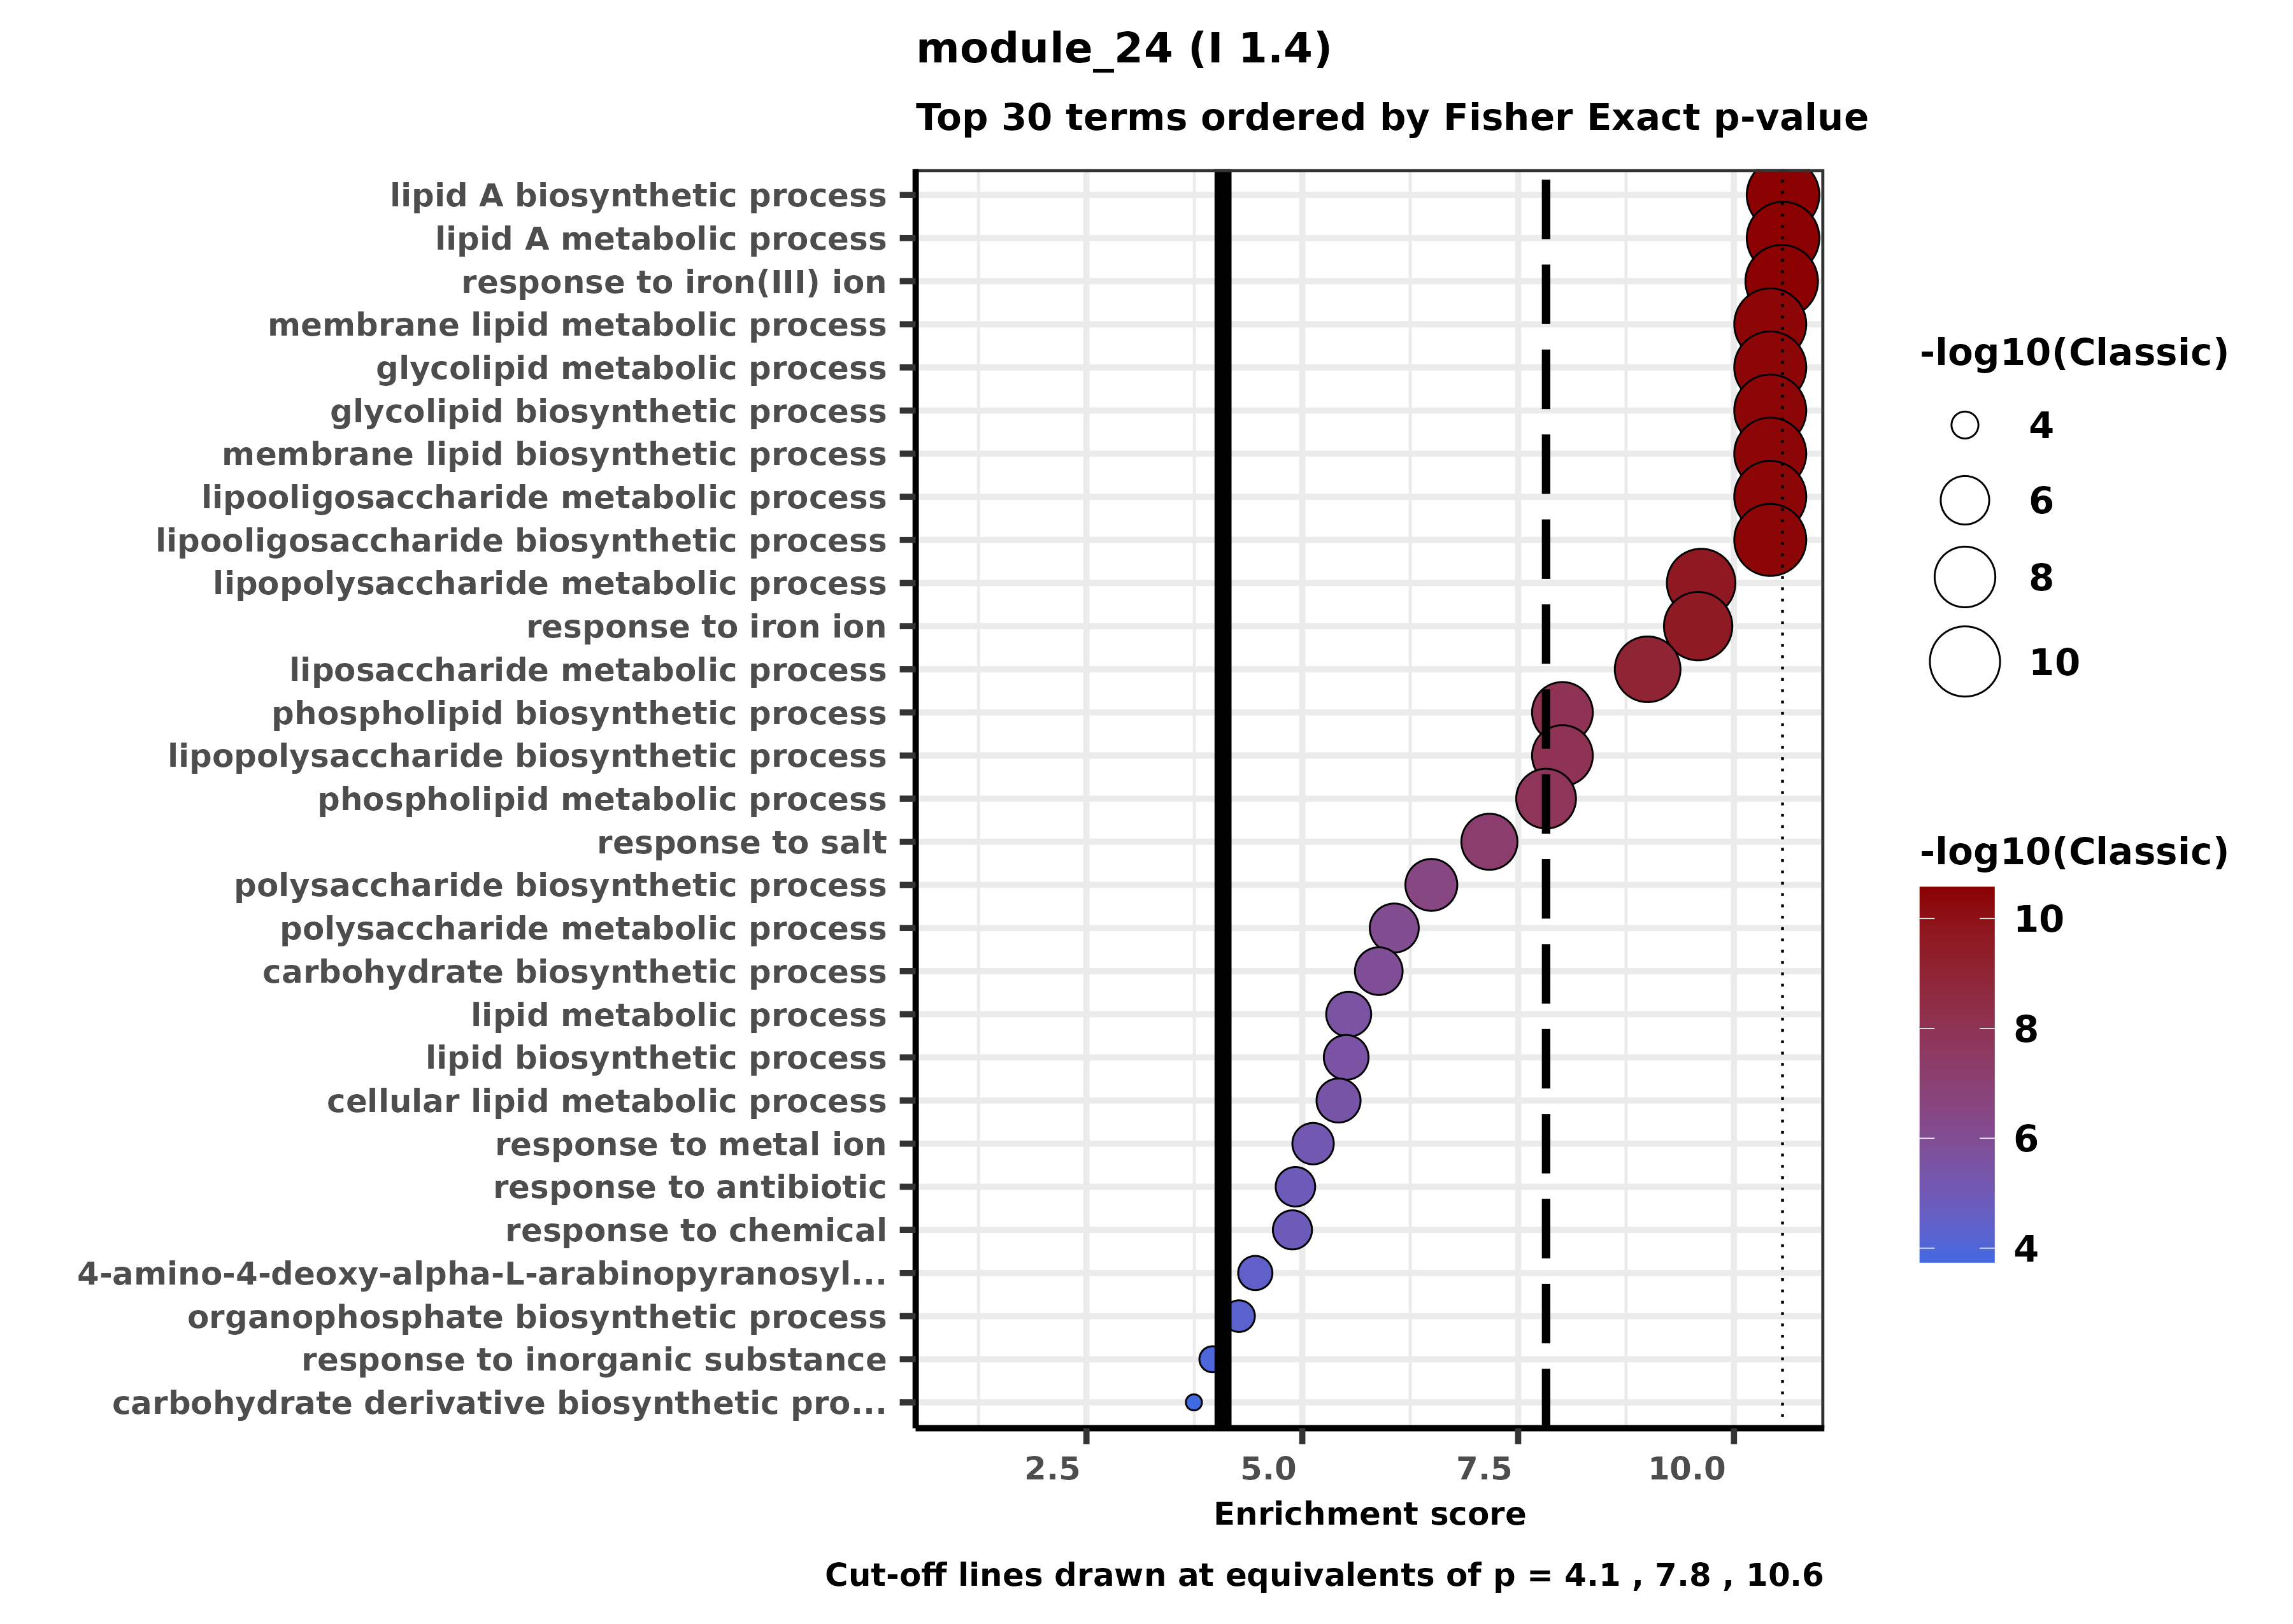 module_24 (I 1.4)
Top 30 terms ordered by Fisher Exact p-value
lipid A biosynthetic process
lipid A metabolic process
response to iron(III) ion
membrane lipid metabolic process
glycolipid metabolic process
glycolipid biosynthetic process
membrane lipid biosynthetic process
lipooligosaccharide metabolic process
lipooligosaccharide biosynthetic process
lipopolysaccharide metabolic process
response to iron ion
liposaccharide metabolic process
phospholipid biosynthetic process
lipopolysaccharide biosynthetic process
phospholipid metabolic process
response to salt
polysaccharide biosynthetic process
polysaccharide metabolic process
carbohydrate biosynthetic process
lipid metabolic process
lipid biosynthetic process
cellular lipid metabolic process
response to metal ion
response to antibiotic
response to chemical
4-amino-4-deoxy-alpha-L-arabinopyranosyl...
organophosphate biosynthetic process
response to inorganic substance
carbohydrate derivative biosynthetic pro...
2.5 5.0 7.5 10.0
Enrichment score
Cut-off lines drawn at equivalents of p = 4.1 , 7.8 , 10.6
-log10(Classic)
4
6
8
10
-log10(Classic)
10
8
6
4